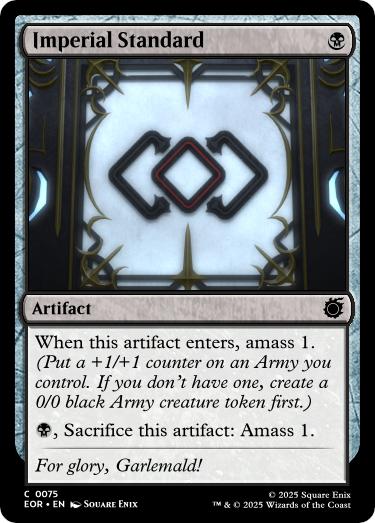 Imperial Standard
Artifact
When this artifact enters, amass 1.
(Put a +1/+1 counter on an Army you
control. If you don't have one, create a
0/0 black Army creature token first.)
, Sacrifice this artifact: Amass 1.
For glory, Garlemald!
C 0075
EOR • EN Square Enix
© 2025 Square Enix
™ & © 2025 Wizards of the Coast